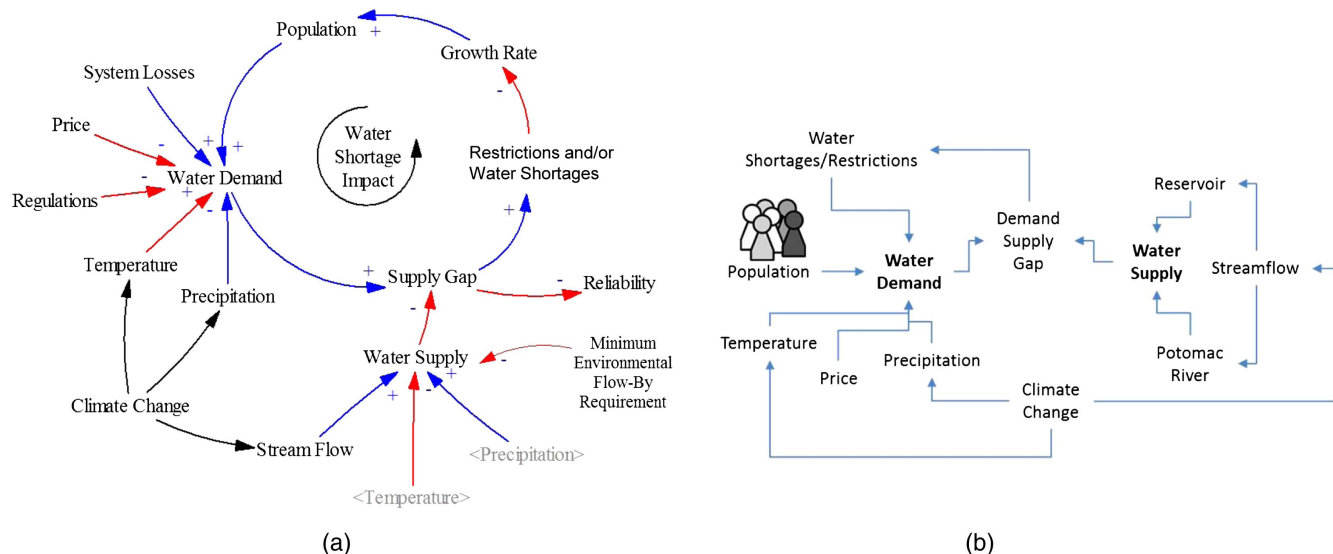 Population
+
Growth Rate
-
System Losses
Price
-
+
+
Water
Shortage
Impact
Restrictions and/or
Water Shortages
-
Water Demand
Regulations
+
-
+
Temperature
Precipitation
+
Supply Gap
-
Reliability
-
Water Supply
-
Minimum
Environmental
Flow-By
Requirement
+
+
-
Climate Change
Stream Flow
<Precipitation>
<Temperature>
(a)
Water
Shortages/Restrictions
Reservoir
Demand
Supply
Gap
Water
Demand
Water
Supply
Streamflow
Population
Temperature
Price
Precipitation
Potomac
River
Climate
Change
(b)